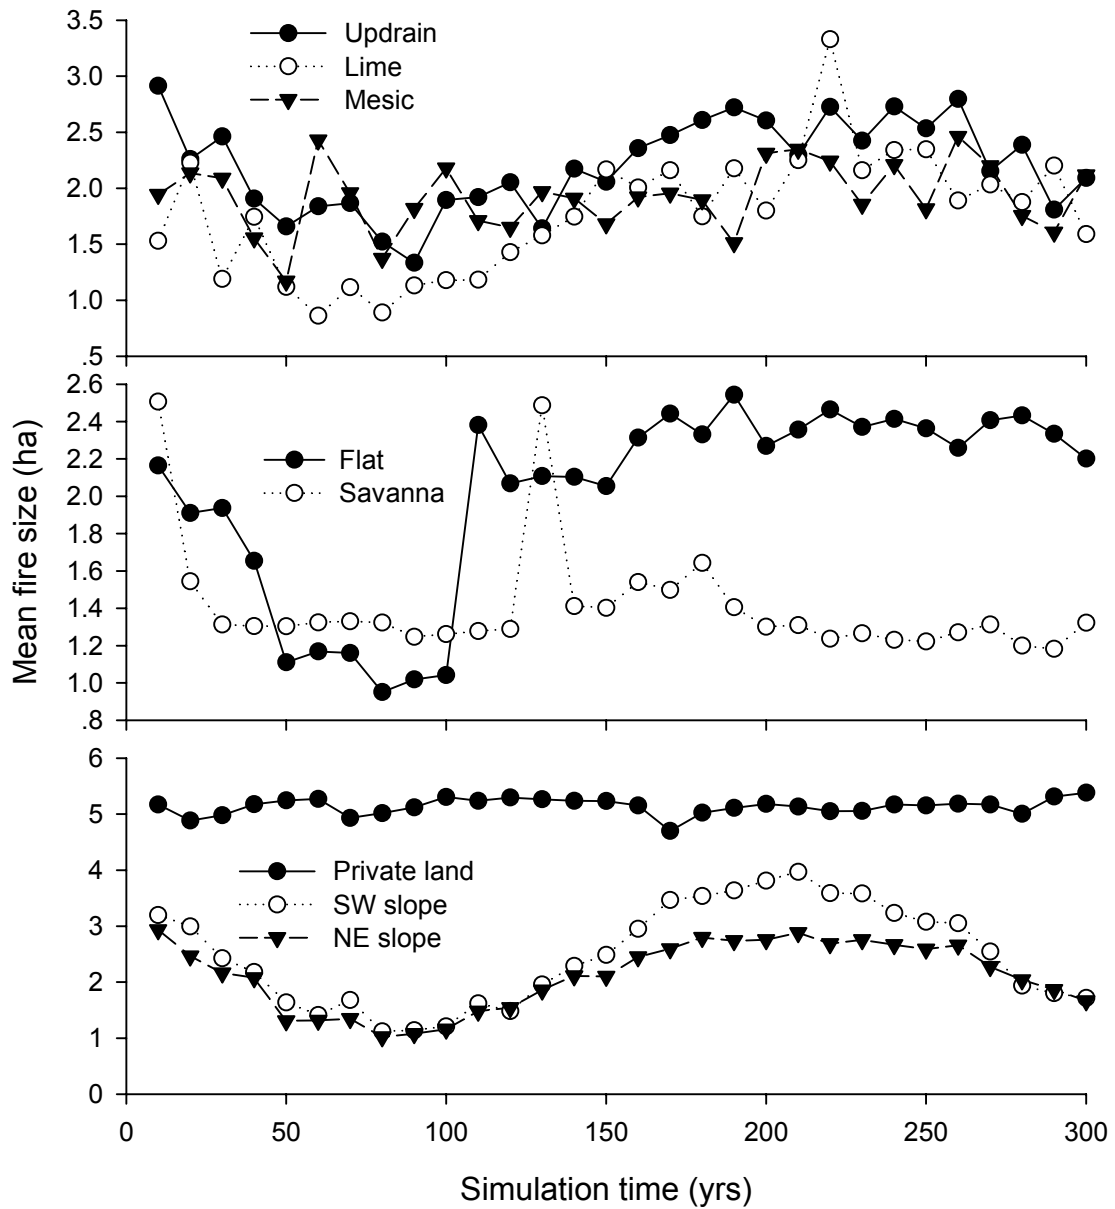 3.5
Updrain
Lime
3.0
Mesic
2.5
2.0
1.5
1.0
.5
2.6
2.4
Flat
2.2
Savanna
2.0
1.8
1.6
1.4
1.2
1.0
.8
Mean fire size (ha)
6
5
4
Private land
SW slope
3
NE slope
2
1
0
0 50 100 150 200 250 300
Simulation time (yrs)